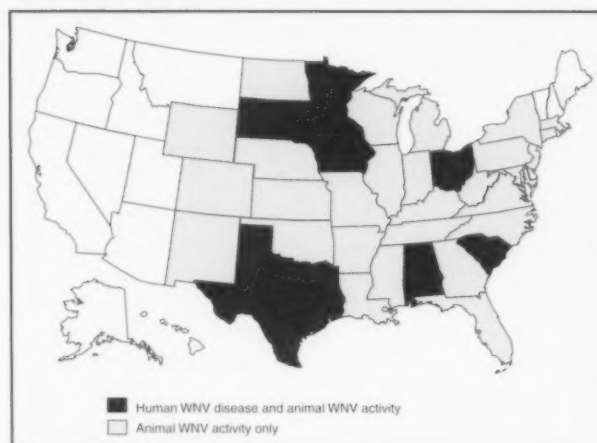 Human WNV disease and animal WNV activity
Animal WNV activity only